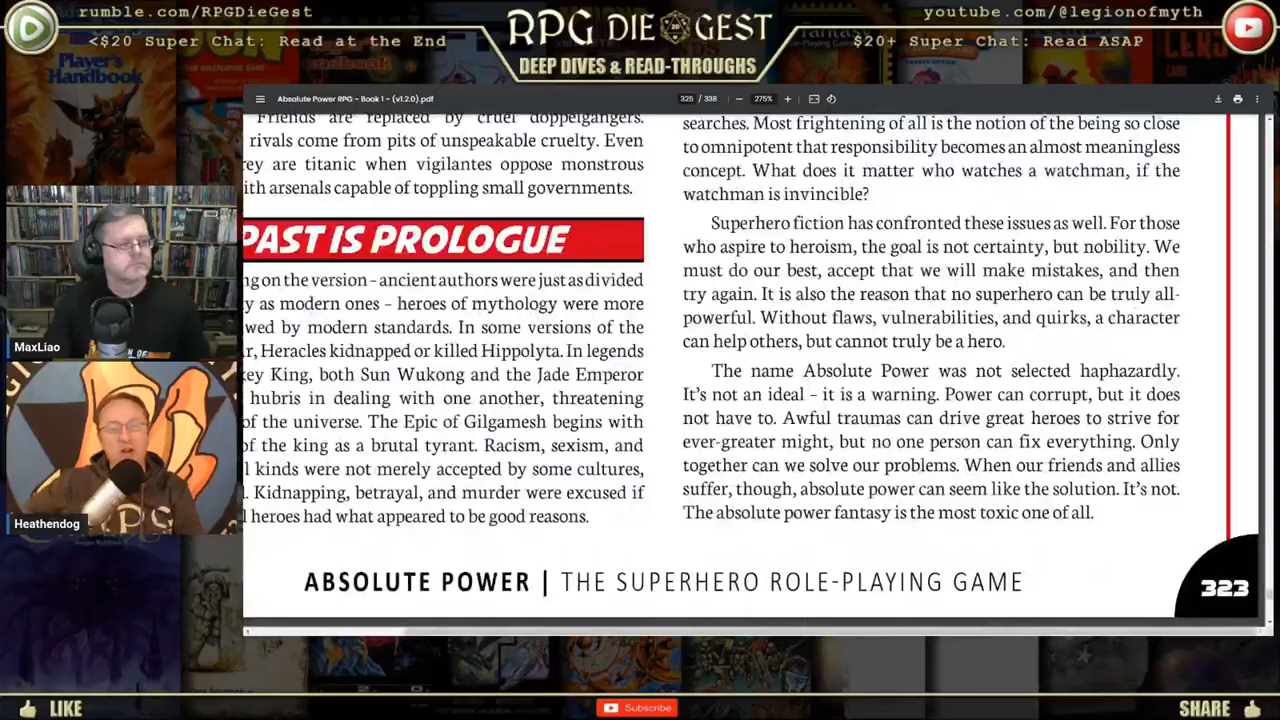 rumble.com/RPGDieGest
<$20 Super Chat: Read at the End
RPG DIE GEST
DEEP DIVES & READ-THROUGHS
youtube.com/@legionofmyth
$20+ Super Chat: Read ASAP
Player's
Handbook
Absolute Power RPG - Book 1 - (v1.2.0).pdf
325 / 338
275%
Friends are replaced by cruel doppelgangers.
rivals come from pits of unspeakable cruelty. Even
ey are titanic when vigilantes oppose monstrous
ith arsenals capable of toppling small governments.
PAST IS PROLOGUE
ng on the version – ancient authors were just as divided
y as modern ones – heroes of mythology were more
wed by modern standards. In some versions of the
r, Heracles kidnapped or killed Hippolyta. In legends
key King, both Sun Wukong and the Jade Emperor
hubris in dealing with one another, threatening
of the universe. The Epic of Gilgamesh begins with
of the king as a brutal tyrant. Racism, sexism, and
l kinds were not merely accepted by some cultures,
. Kidnapping, betrayal, and murder were excused if
l heroes had what appeared to be good reasons.
searches. Most frightening of all is the notion of the being so close
to omnipotent that responsibility becomes an almost meaningless
concept. What does it matter who watches a watchman, if the
watchman is invincible?
Superhero fiction has confronted these issues as well. For those
who aspire to heroism, the goal is not certainty, but nobility. We
must do our best, accept that we will make mistakes, and then
try again. It is also the reason that no superhero can be truly all-
powerful. Without flaws, vulnerabilities, and quirks, a character
can help others, but cannot truly be a hero.
The name Absolute Power was not selected haphazardly.
It's not an ideal – it is a warning. Power can corrupt, but it does
not have to. Awful traumas can drive great heroes to strive for
ever-greater might, but no one person can fix everything. Only
together can we solve our problems. When our friends and allies
suffer, though, absolute power can seem like the solution. It's not.
The absolute power fantasy is the most toxic one of all.
ABSOLUTE POWER | THE SUPERHERO ROLE-PLAYING GAME
323
MaxLiao
Heathendog
LIKE
Subscribe
SHARE